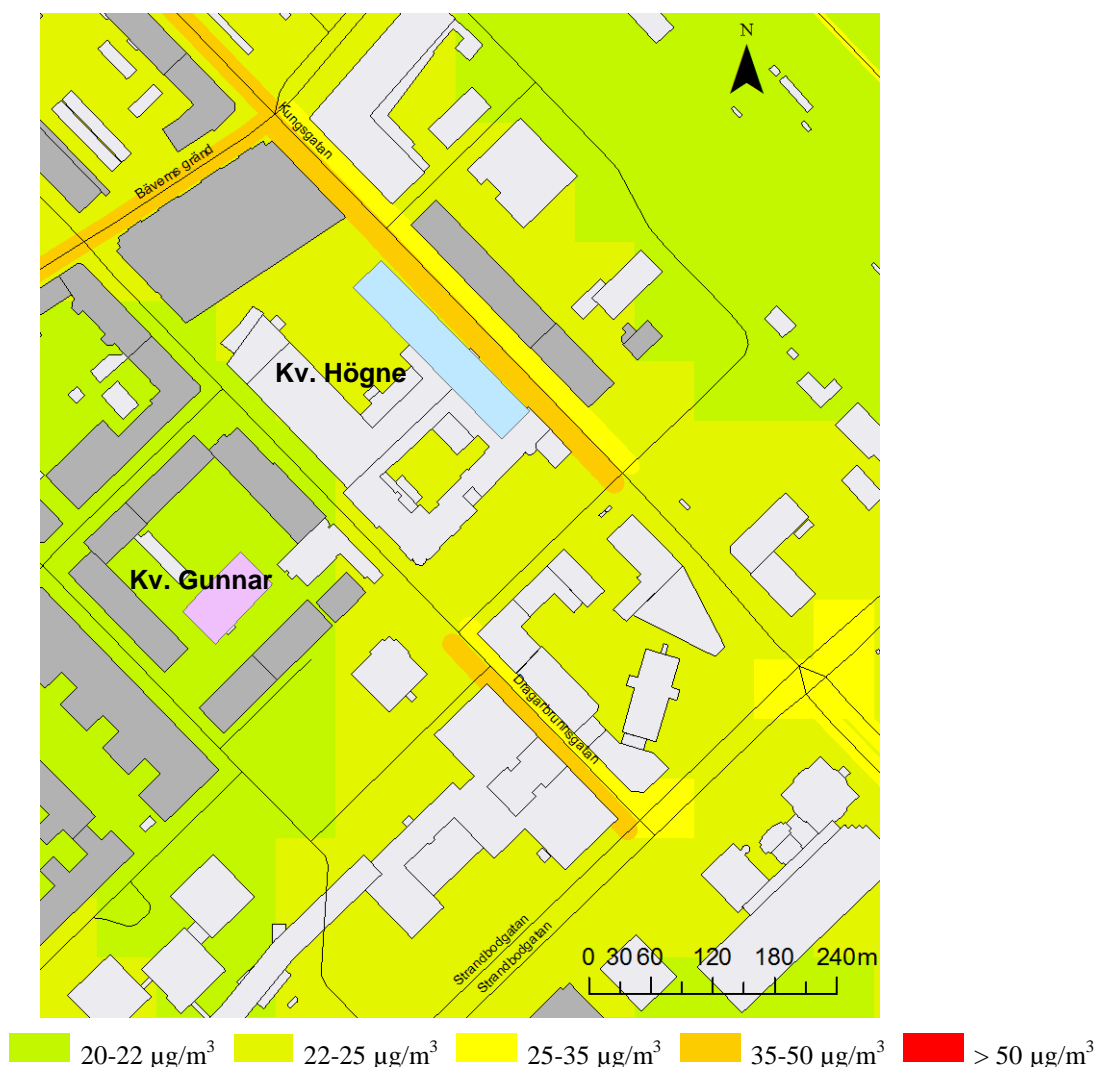 N
Kungsgatan
Bäverns gränd
Kv. Högne
Kv. Gunnar
Dragarbrunnsgatan
Strandbodgatan
Strandbodgatan
0 30 60 120 180 240m
20-22 µg/m³ 22-25 µg/m³ 25-35 µg/m³ 35-50 µg/m³ > 50 µg/m³